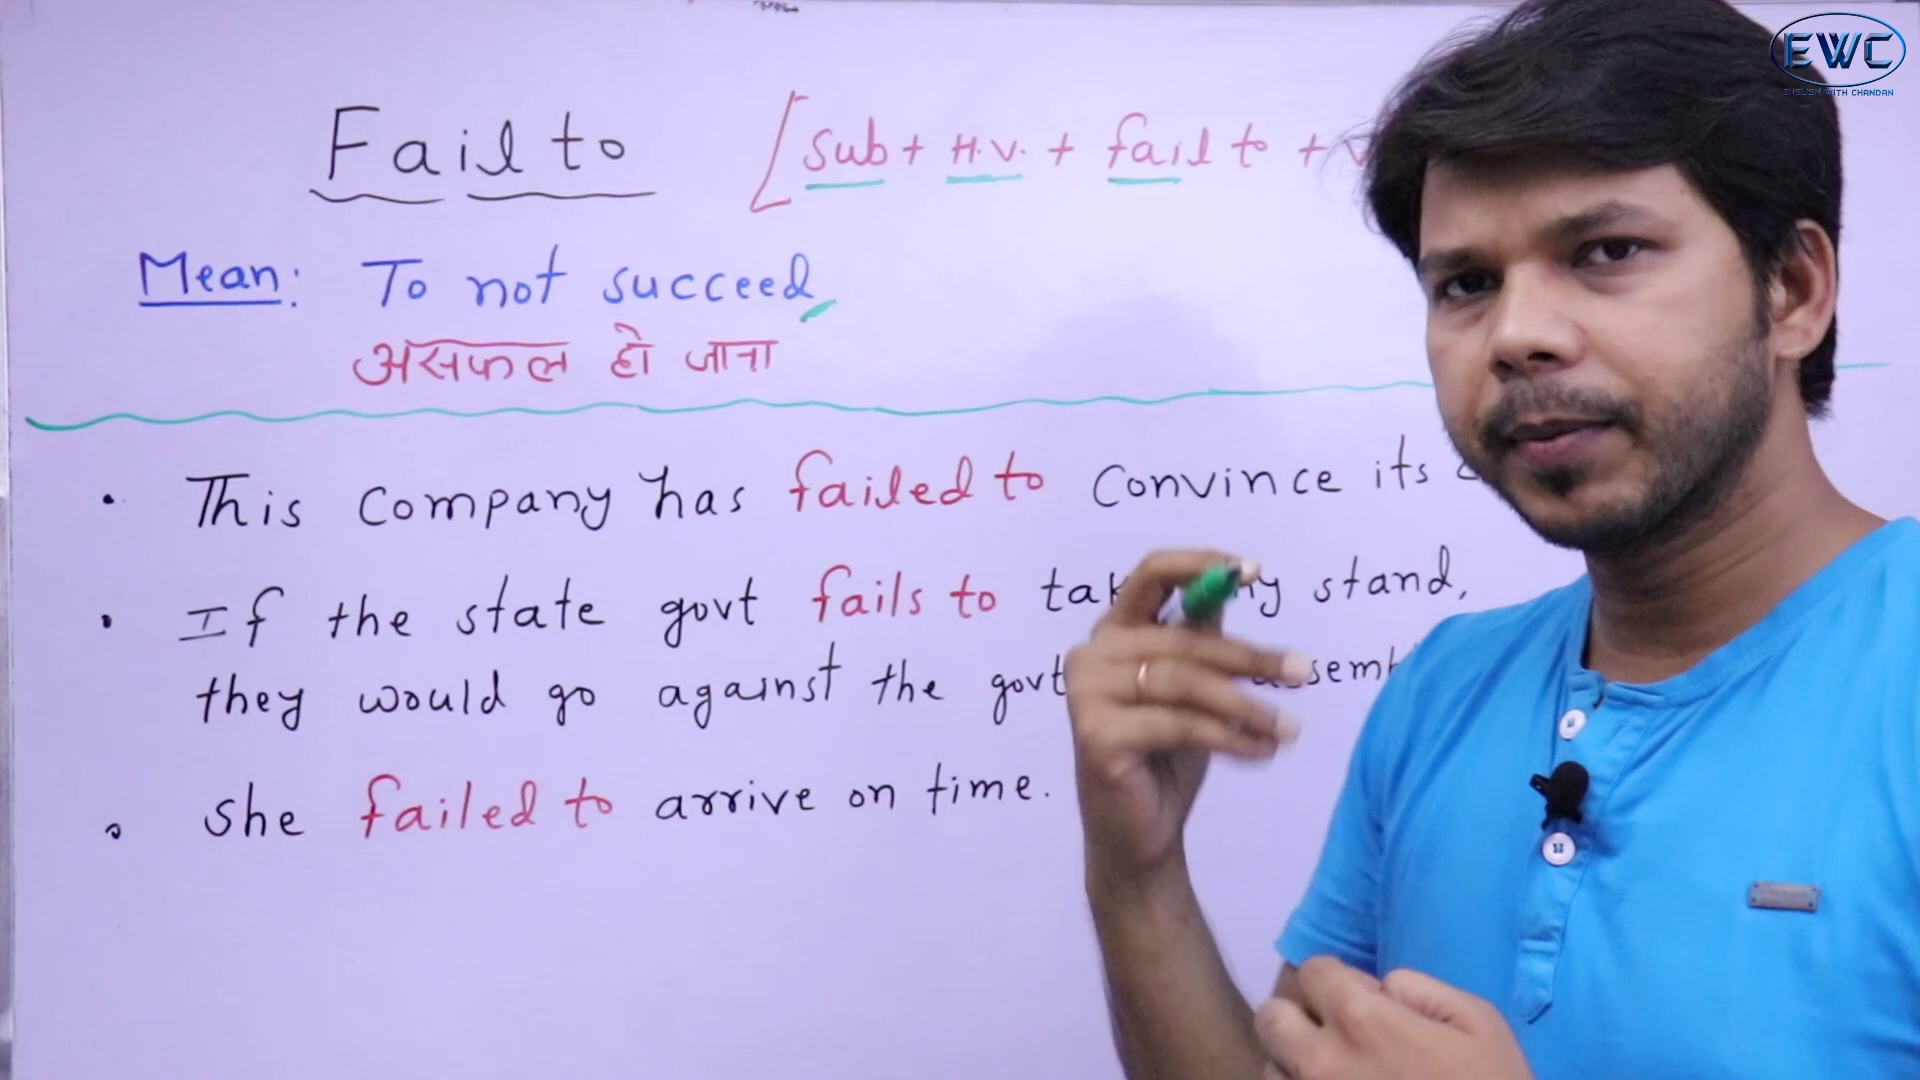 EWC
ENGLISH WITH CHANDAN
Fail to [Sub + H.V. + fail to +
Mean: To not succeed
असफल हो जाना
• This company has failed to convince its
• If the state govt fails to stand,
they would go against the govt
• she failed to arrive on time.